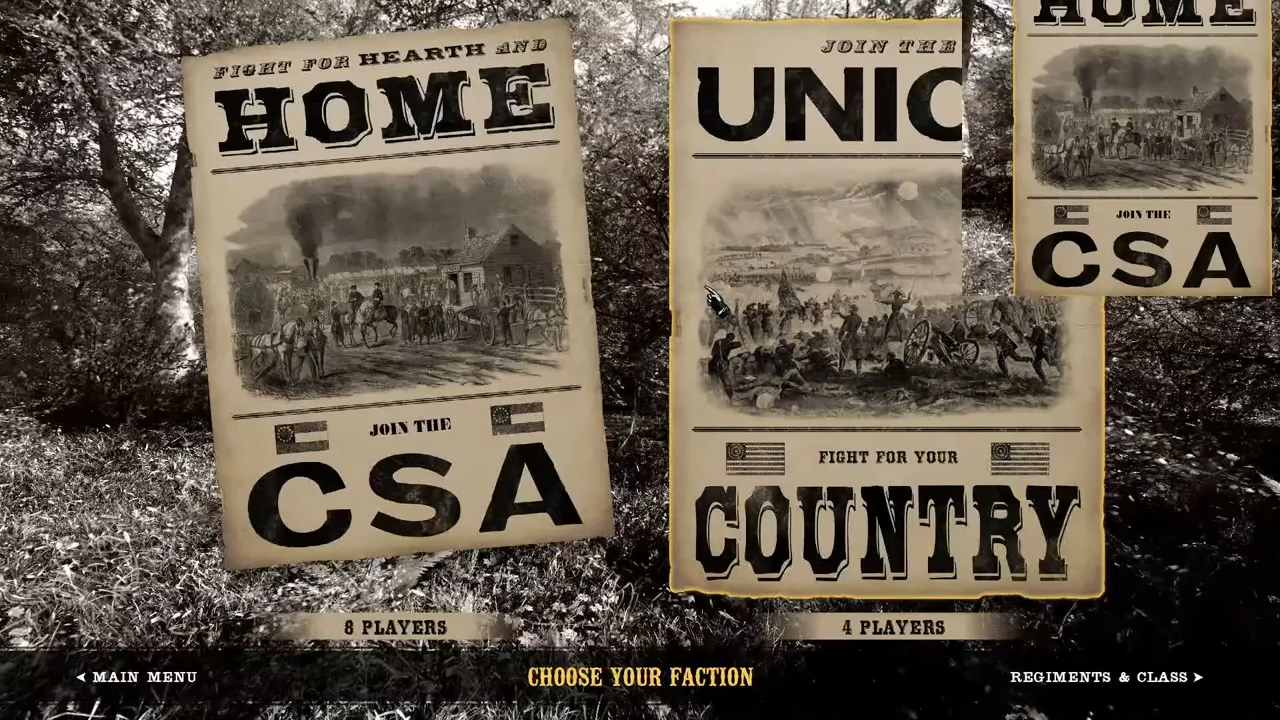 FIGHT FOR HEARTH AND
HOME
JOIN THE
CSA
JOIN THE
UNIO
FIGHT FOR YOUR
COUNTRY
HOME
JOIN THE
CSA
8 PLAYERS
4 PLAYERS
MAIN MENU
CHOOSE YOUR FACTION
REGIMENTS & CLASS